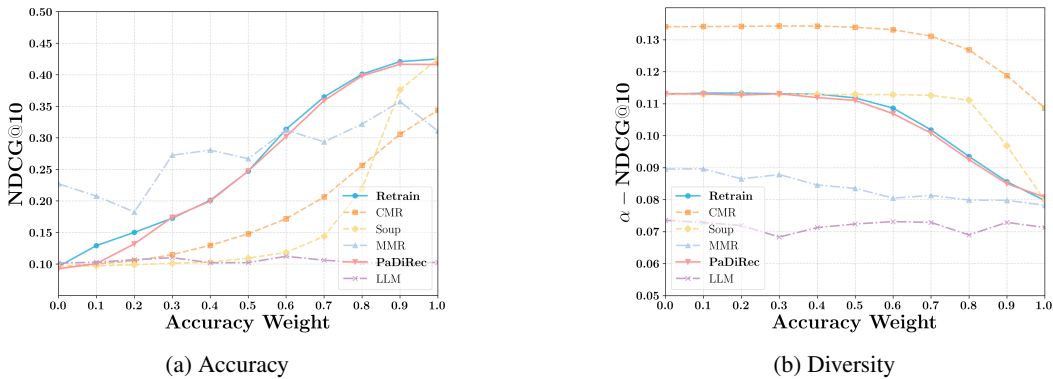 0.50
0.45
0.40
0.35
0.30
0.25
0.20
0.15
0.10
NDCG@10
0.0 0.1 0.2 0.3 0.4 0.5 0.6 0.7 0.8 0.9 1.0
Accuracy Weight
Retrain
CMR
Soup
MMR
PaDiRec
LLM
(a) Accuracy
0.13
0.12
0.11
0.10
0.09
0.08
0.07
0.06
0.05
α − NDCG@10
0.0 0.1 0.2 0.3 0.4 0.5 0.6 0.7 0.8 0.9 1.0
Accuracy Weight
Retrain
CMR
Soup
MMR
PaDiRec
LLM
(b) Diversity